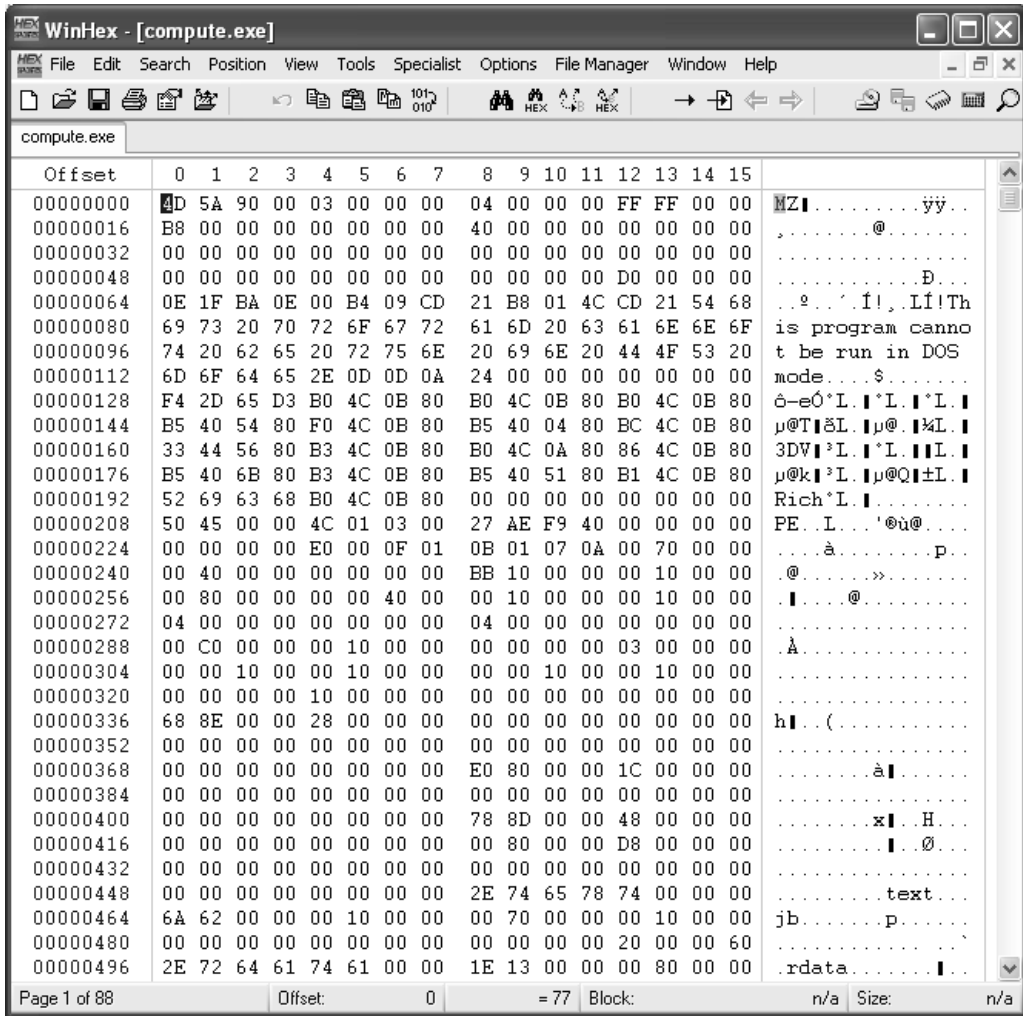 WinHex - [compute.exe]
File Edit Search Position View Tools Specialist Options File Manager Window Help
compute.exe
Offset 0 1 2 3 4 5 6 7 8 9 10 11 12 13 14 15
00000000 4D 5A 90 00 03 00 00 00 04 00 00 00 FF FF 00 00 MZ▮.........ÿÿ..
00000016 B8 00 00 00 00 00 00 00 40 00 00 00 00 00 00 00 ¸.......@.......
00000032 00 00 00 00 00 00 00 00 00 00 00 00 00 00 00 00 ................
00000048 00 00 00 00 00 00 00 00 00 00 00 00 D0 00 00 00 ............Ð...
00000064 0E 1F BA 0E 00 B4 09 CD 21 B8 01 4C CD 21 54 68 ..º..´.Í!¸.LÍ!Th
00000080 69 73 20 70 72 6F 67 72 61 6D 20 63 61 6E 6E 6F is program canno
00000096 74 20 62 65 20 72 75 6E 20 69 6E 20 44 4F 53 20 t be run in DOS
00000112 6D 6F 64 65 2E 0D 0D 0A 24 00 00 00 00 00 00 00 mode....$.......
00000128 F4 2D 65 D3 B0 4C 0B 80 B0 4C 0B 80 B0 4C 0B 80 ô-eÓ°L.▮°L.▮°L.▮
00000144 B5 40 54 80 F0 4C 0B 80 B5 40 04 80 BC 4C 0B 80 µ@T▮ðL.▮µ@.▮¼L.▮
00000160 33 44 56 80 B3 4C 0B 80 B0 4C 0A 80 86 4C 0B 80 3DV▮³L.▮°L.▮▮L.▮
00000176 B5 40 6B 80 B3 4C 0B 80 B5 40 51 80 B1 4C 0B 80 µ@k▮³L.▮µ@Q▮±L.▮
00000192 52 69 63 68 B0 4C 0B 80 00 00 00 00 00 00 00 00 Rich°L.▮........
00000208 50 45 00 00 4C 01 03 00 27 AE F9 40 00 00 00 00 PE..L...'®ù@....
00000224 00 00 00 00 E0 00 0F 01 0B 01 07 0A 00 70 00 00 ....à........p..
00000240 00 40 00 00 00 00 00 00 BB 10 00 00 00 10 00 00 .@......».......
00000256 00 80 00 00 00 00 40 00 00 10 00 00 00 10 00 00 .▮....@.........
00000272 04 00 00 00 00 00 00 00 04 00 00 00 00 00 00 00 ................
00000288 00 C0 00 00 00 10 00 00 00 00 00 00 03 00 00 00 .À..............
00000304 00 00 10 00 00 10 00 00 00 00 10 00 00 10 00 00 ................
00000320 00 00 00 00 10 00 00 00 00 00 00 00 00 00 00 00 ................
00000336 68 8E 00 00 28 00 00 00 00 00 00 00 00 00 00 00 h▮..(...........
00000352 00 00 00 00 00 00 00 00 00 00 00 00 00 00 00 00 ................
00000368 00 00 00 00 00 00 00 00 E0 80 00 00 1C 00 00 00 ........à▮......
00000384 00 00 00 00 00 00 00 00 00 00 00 00 00 00 00 00 ................
00000400 00 00 00 00 00 00 00 00 78 8D 00 00 48 00 00 00 ........x▮..H...
00000416 00 00 00 00 00 00 00 00 00 80 00 00 D8 00 00 00 .........▮..Ø...
00000432 00 00 00 00 00 00 00 00 00 00 00 00 00 00 00 00 ................
00000448 00 00 00 00 00 00 00 00 2E 74 65 78 74 00 00 00 .........text...
00000464 6A 62 00 00 00 10 00 00 00 70 00 00 00 10 00 00 jb.......p......
00000480 00 00 00 00 00 00 00 00 00 00 00 00 20 00 00 60 ............ ..`
00000496 2E 72 64 61 74 61 00 00 1E 13 00 00 00 80 00 00 .rdata.......▮..
Page 1 of 88 Offset: 0 = 77 Block: n/a Size: n/a